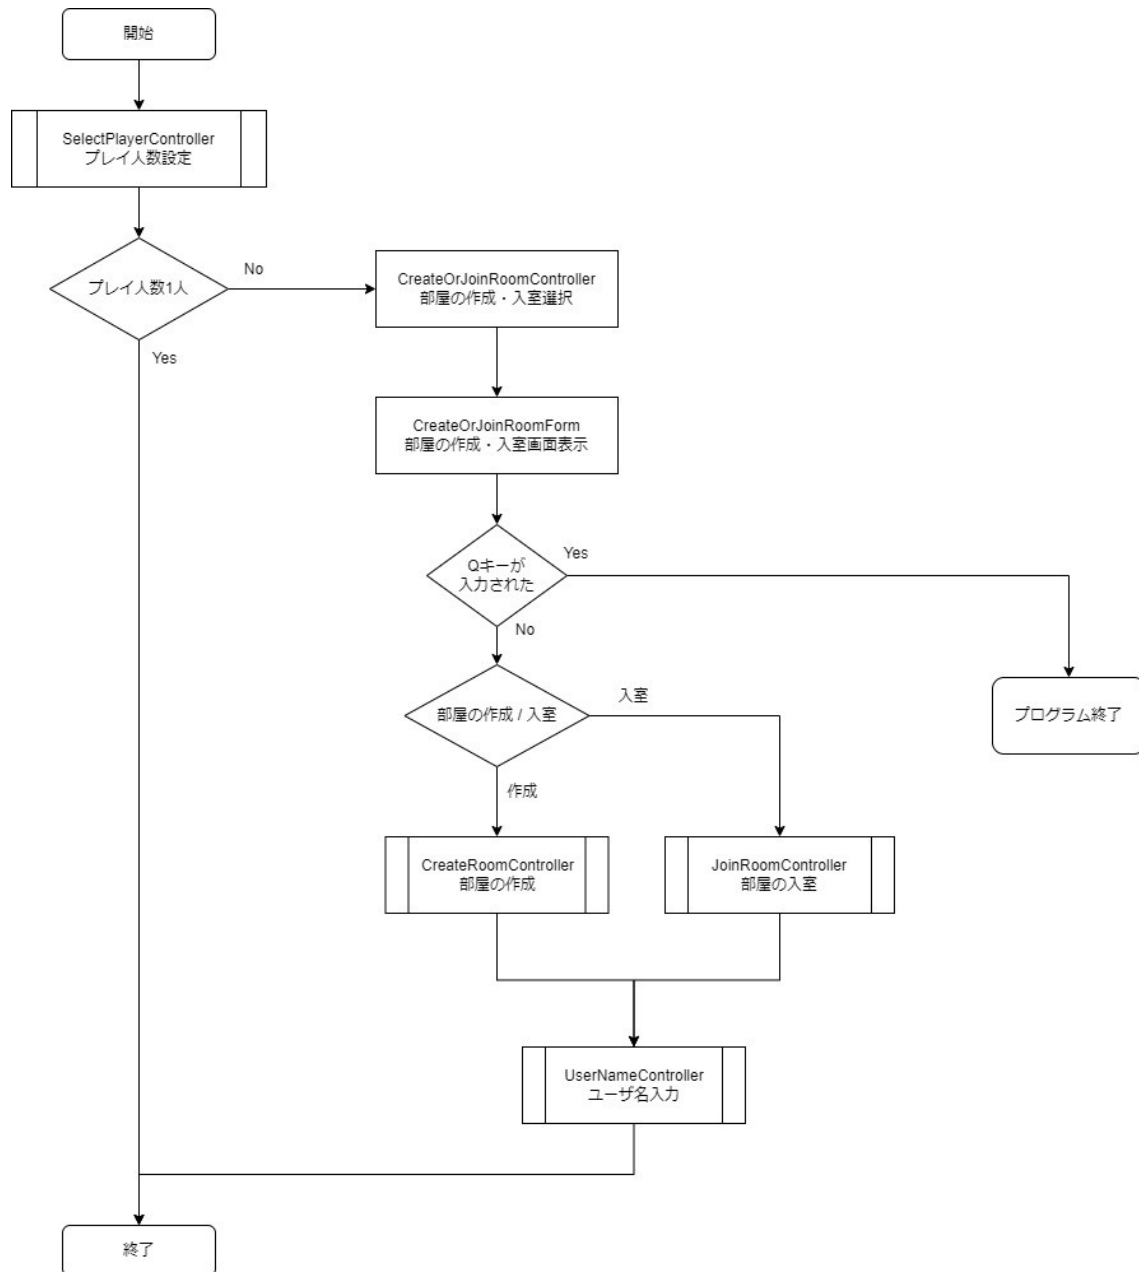 開始
SelectPlayerController
プレイ人数設定
プレイ人数1人
No
Yes
CreateOrJoinRoomController
部屋の作成・入室選択
CreateOrJoinRoomForm
部屋の作成・入室画面表示
Qキーが
入力された
Yes
No
プログラム終了
部屋の作成 / 入室
入室
作成
CreateRoomController
部屋の作成
JoinRoomController
部屋の入室
UserNameController
ユーザ名入力
終了